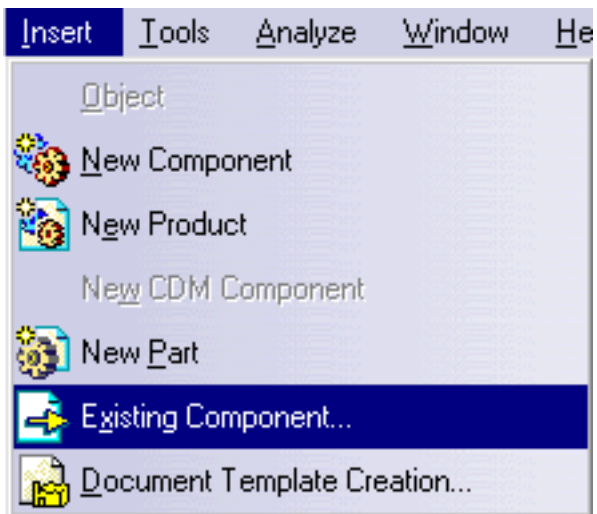 Insert Tools Analyze Window He
Object
New Component
New Product
New CDM Component
New Part
Existing Component...
Document Template Creation...